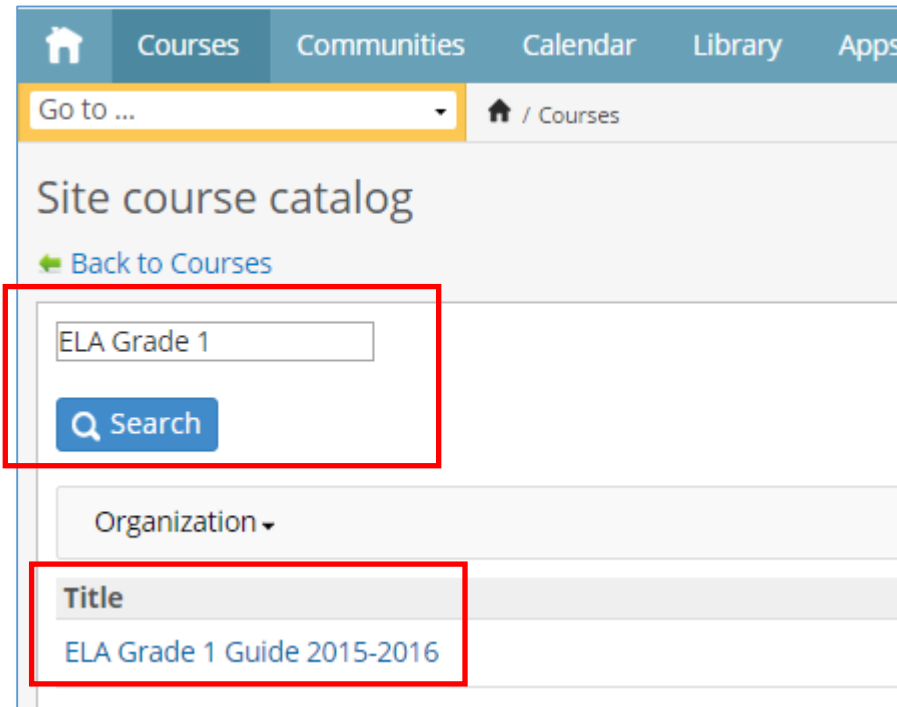 Courses Communities Calendar Library Apps
Go to ... / Courses
Site course catalog
Back to Courses
ELA Grade 1
Search
Organization
Title
ELA Grade 1 Guide 2015-2016